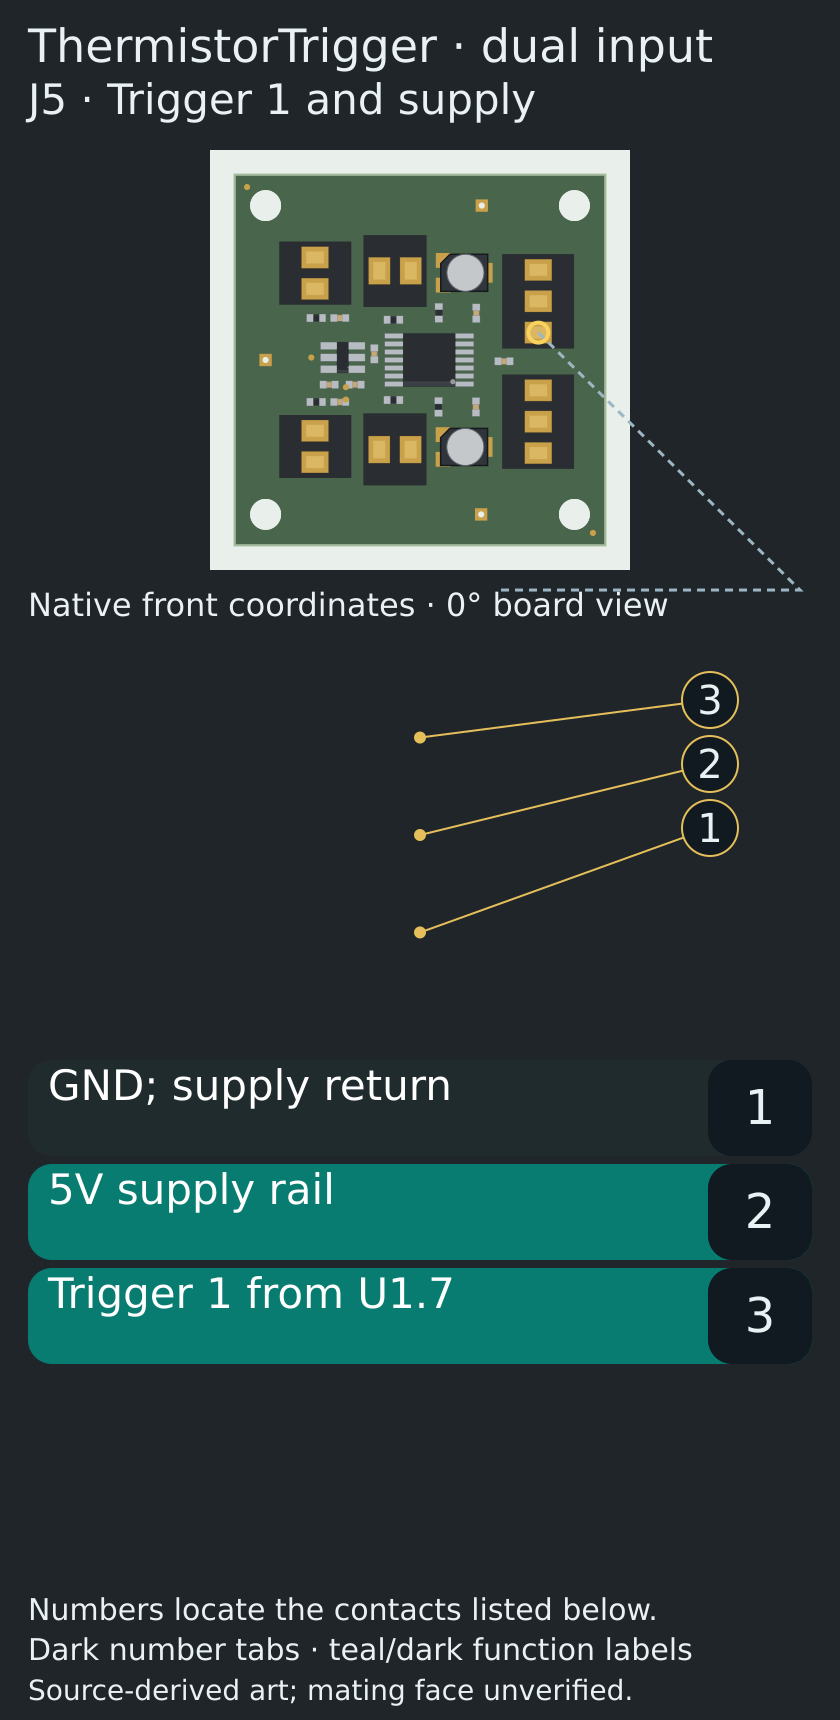 ThermistorTrigger · dual input
J5 · Trigger 1 and supply
Native front coordinates · 0° board view
3
2
1
GND; supply return 1
5V supply rail 2
Trigger 1 from U1.7 3
Numbers locate the contacts listed below.
Dark number tabs · teal/dark function labels
Source-derived art; mating face unverified.